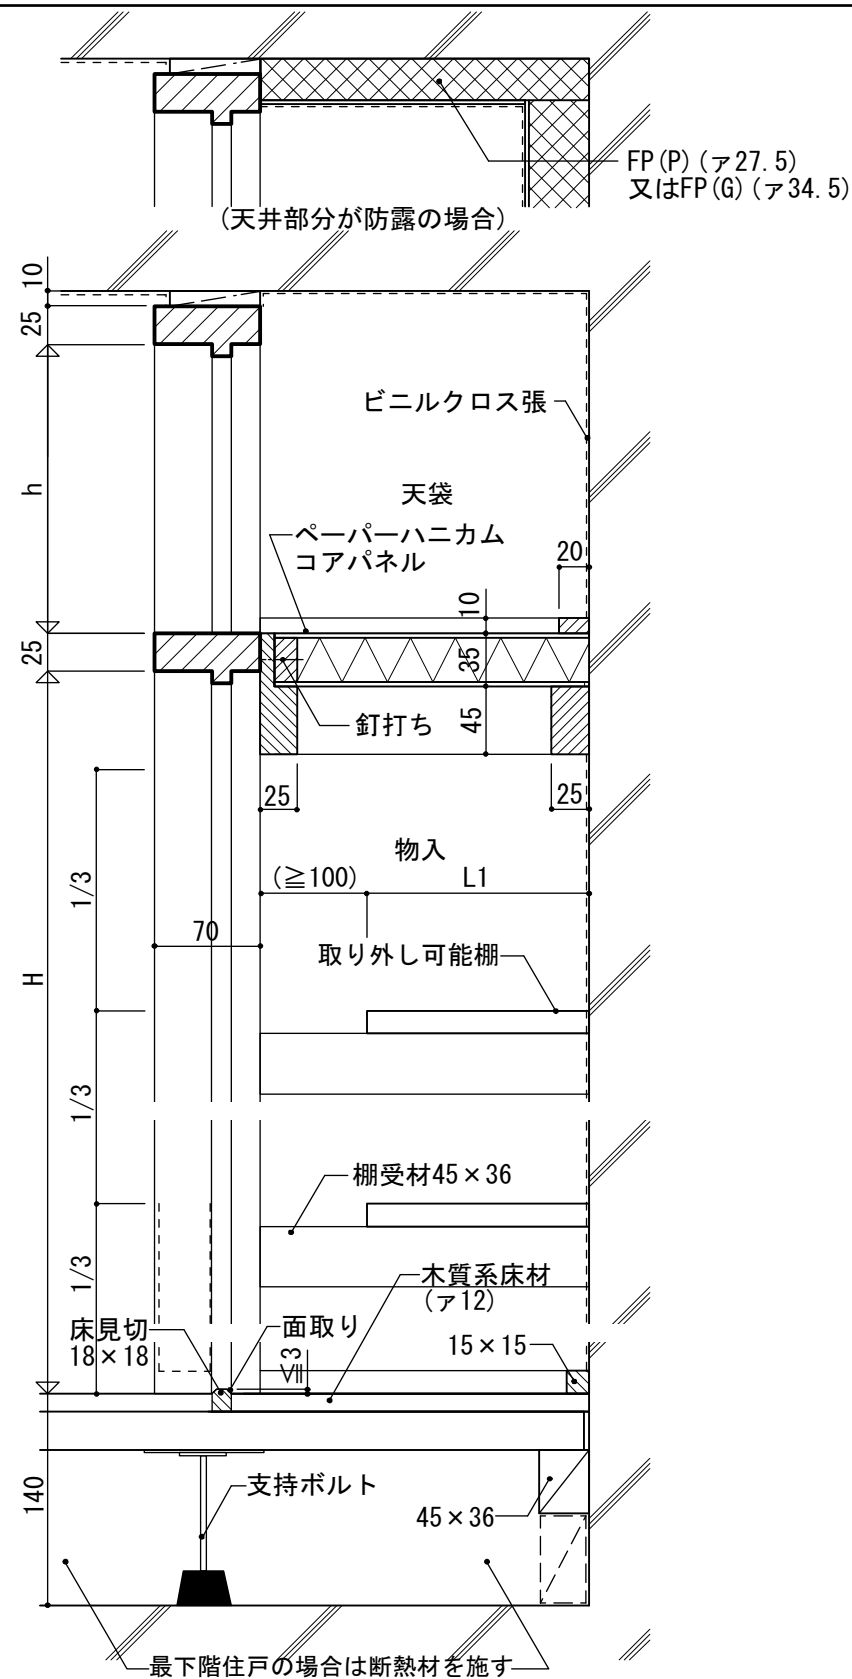 FP(P)(ァ27.5)
又はFP(G)(ァ34.5)
(天井部分が防露の場合)
10
25
ビニルクロス張
h
天袋
ペーパーハニカム
コアパネル
20
10
25
35
釘打ち
45
25
25
物入
(≧100)
L1
1/3
70
取り外し可能棚
H
1/3
棚受材45×36
1/3
木質系床材
(ァ12)
床見切
18×18
面取り
≦3
15×15
140
支持ボルト
45×36
最下階住戸の場合は断熱材を施す